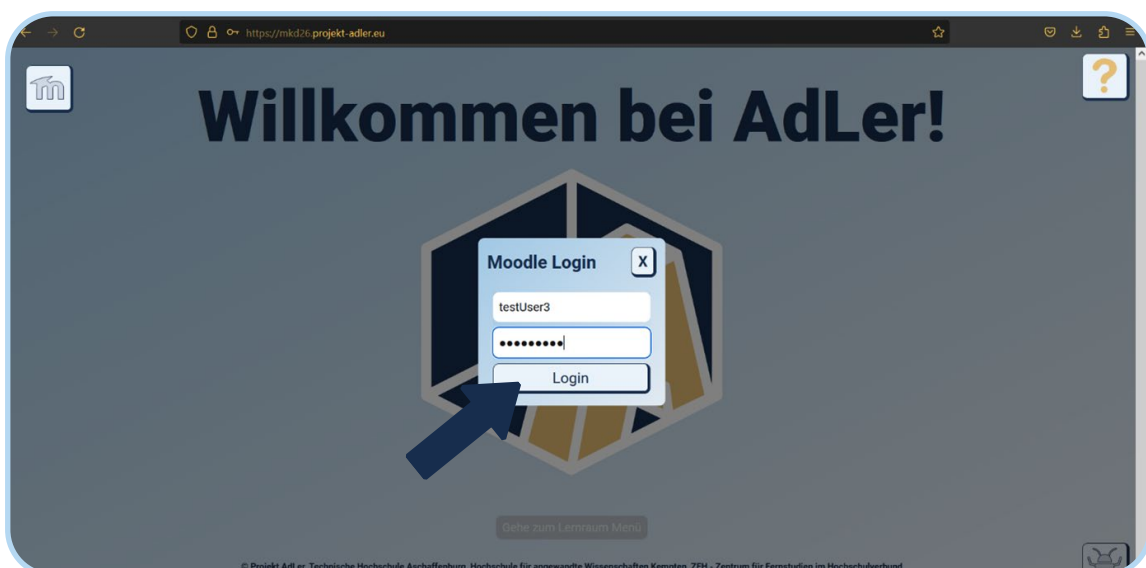 https://mkd26.projekt-adler.eu
m
?
Willkommen bei AdLer!
Moodle Login
X
testUser3
•••••••••
Login
Gehe zum Lernraum Menü
© Projekt AdLer, Technische Hochschule Aschaffenburg, Hochschule für angewandte Wissenschaften Kempten, ZFH - Zentrum für Fernstudien im Hochschulverbund